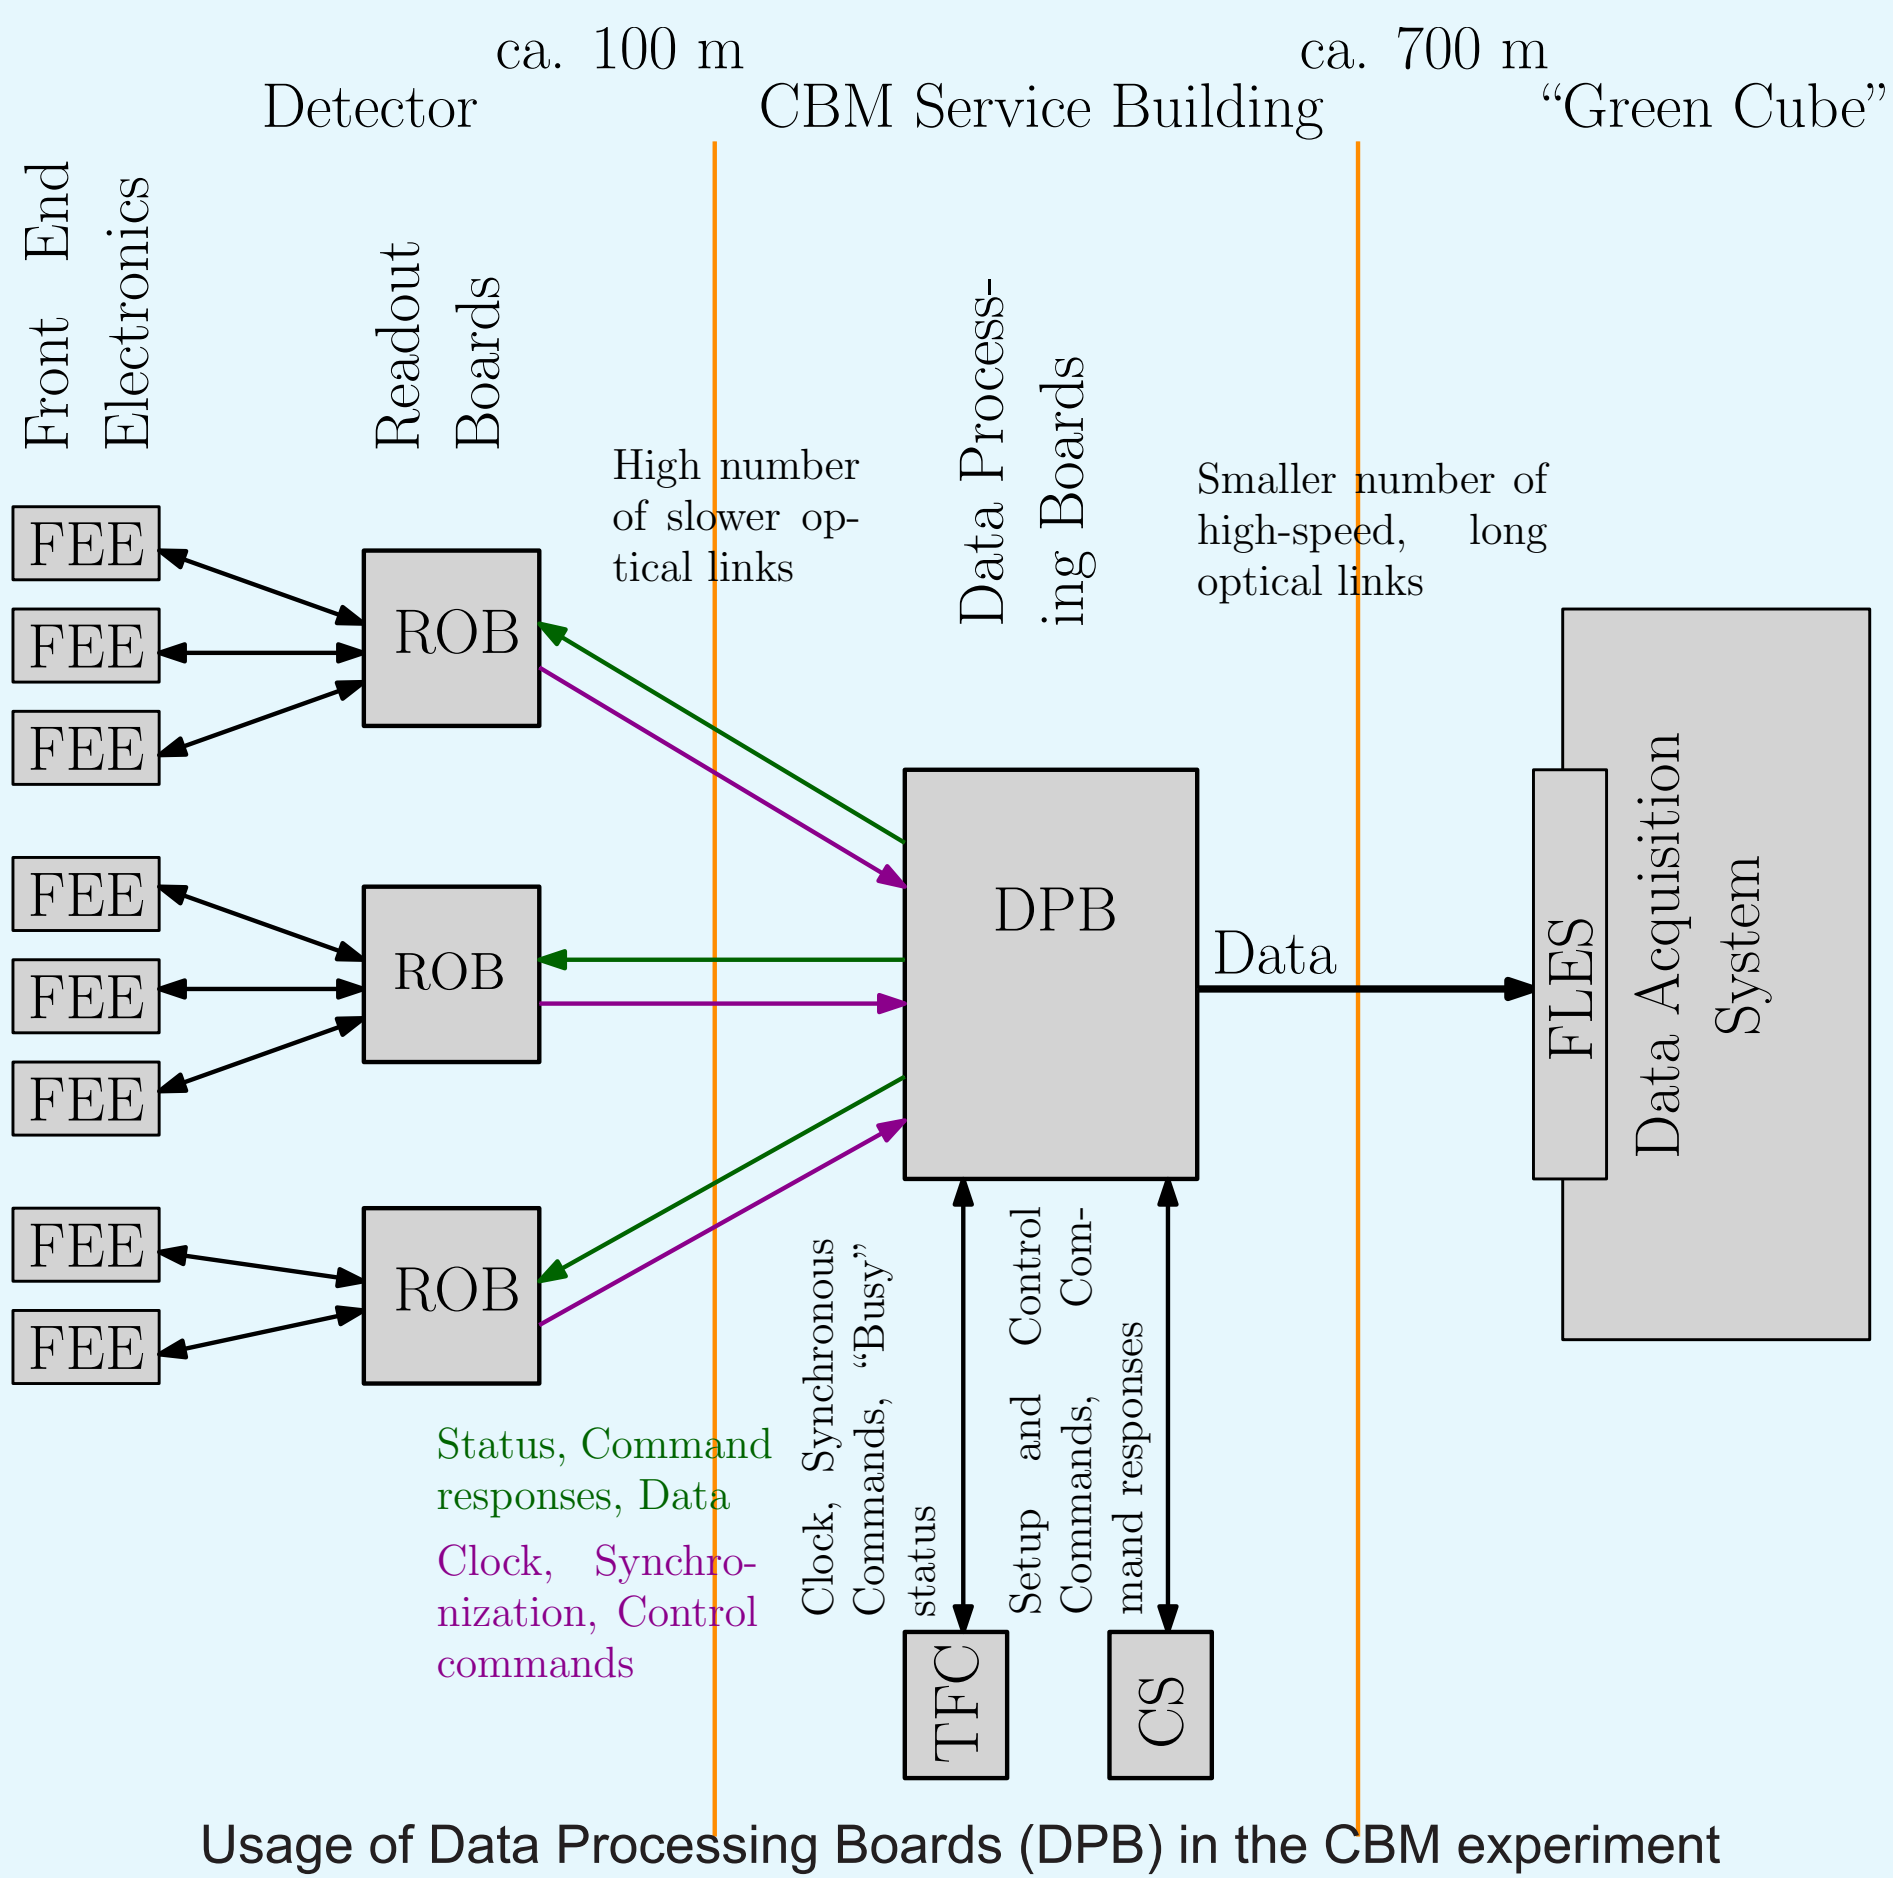 ca. 100 m
ca. 700 m
Detector
CBM Service Building
“Green Cube”
Front End
Electronics
Readout
Boards
High number
of slower op-
tical links
Data Process-
ing Boards
Smaller number of
high-speed, long
optical links
FEE
FEE
FEE
ROB
FEE
FEE
FEE
ROB
FEE
FEE
ROB
DPB
Data
FLES
Data Acquisition
System
Status, Command
responses, Data
Clock, Synchro-
nization, Control
commands
Clock, Synchronous
Commands, “Busy”
status
Setup and Control
Commands, Com-
mand responses
TFC
CS
Usage of Data Processing Boards (DPB) in the CBM experiment